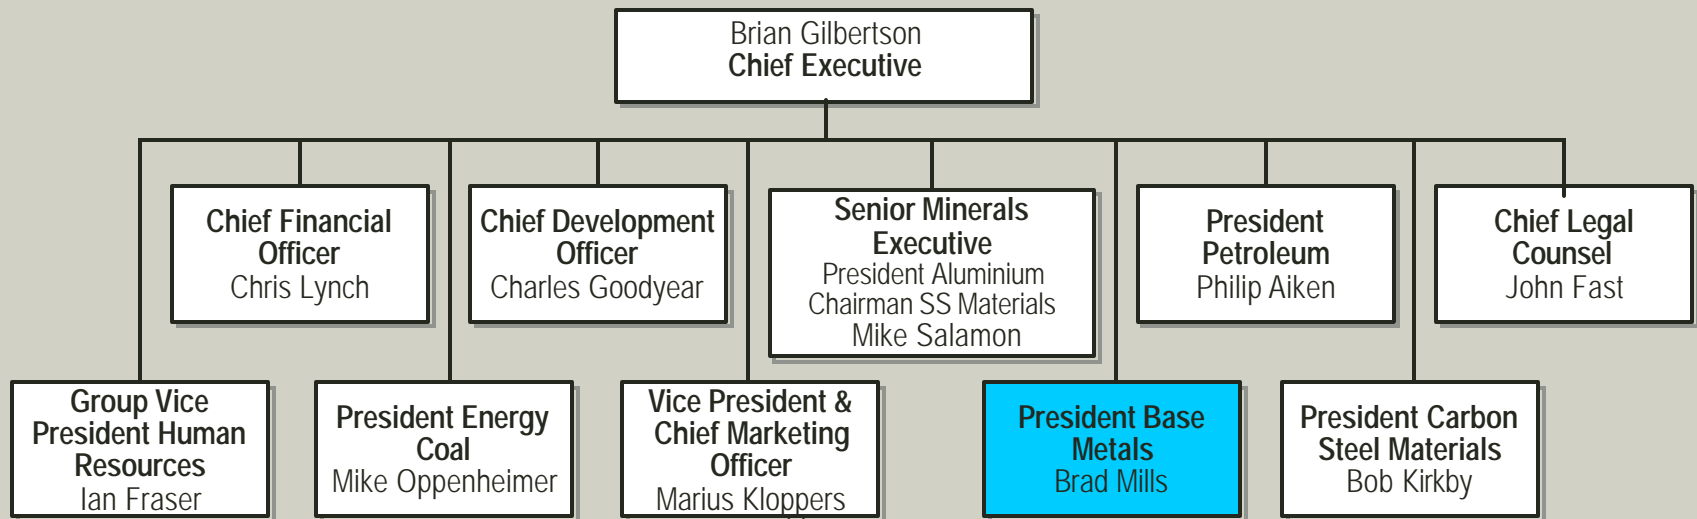 Brian Gilbertson
Chief Executive
Chief Financial
Officer
Chris Lynch
Chief Development
Officer
Charles Goodyear
Senior Minerals
Executive
President Aluminium
Chairman SS Materials
Mike Salamon
President
Petroleum
Philip Aiken
Chief Legal
Counsel
John Fast
Group Vice
President Human
Resources
Ian Fraser
President Energy
Coal
Mike Oppenheimer
Vice President &
Chief Marketing
Officer
Marius Kloppers
President Base
Metals
Brad Mills
President Carbon
Steel Materials
Bob Kirkby